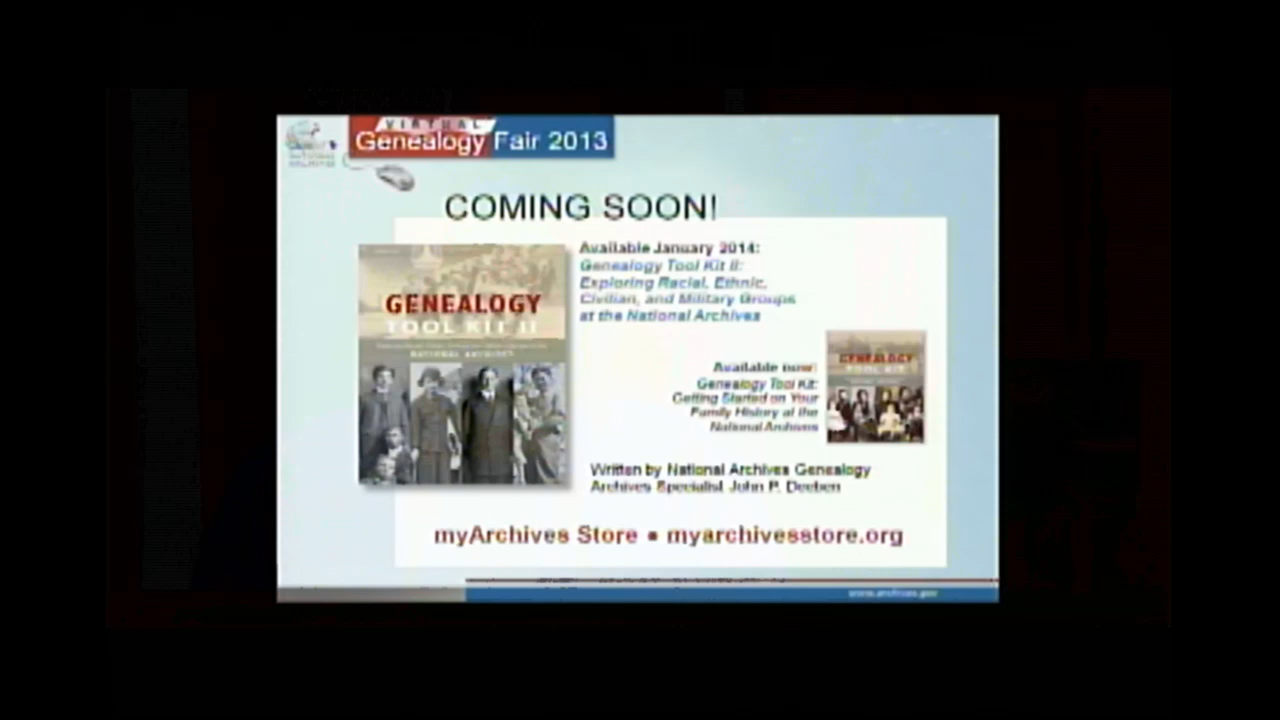 VIRTUAL
Genealogy Fair 2013
COMING SOON!
Available January 2014:
Genealogy Tool Kit II:
Exploring Racial, Ethnic,
Civilian, and Military Groups
at the National Archives
GENEALOGY
TOOL KIT II
NATIONAL ARCHIVES
Available now:
Genealogy Tool Kit:
Getting Started on Your
Family History at the
National Archives
GENEALOGY
TOOL KIT
Written by National Archives Genealogy
Archives Specialist John P. Deeben
myArchives Store ▪ myarchivesstore.org
www.archives.gov